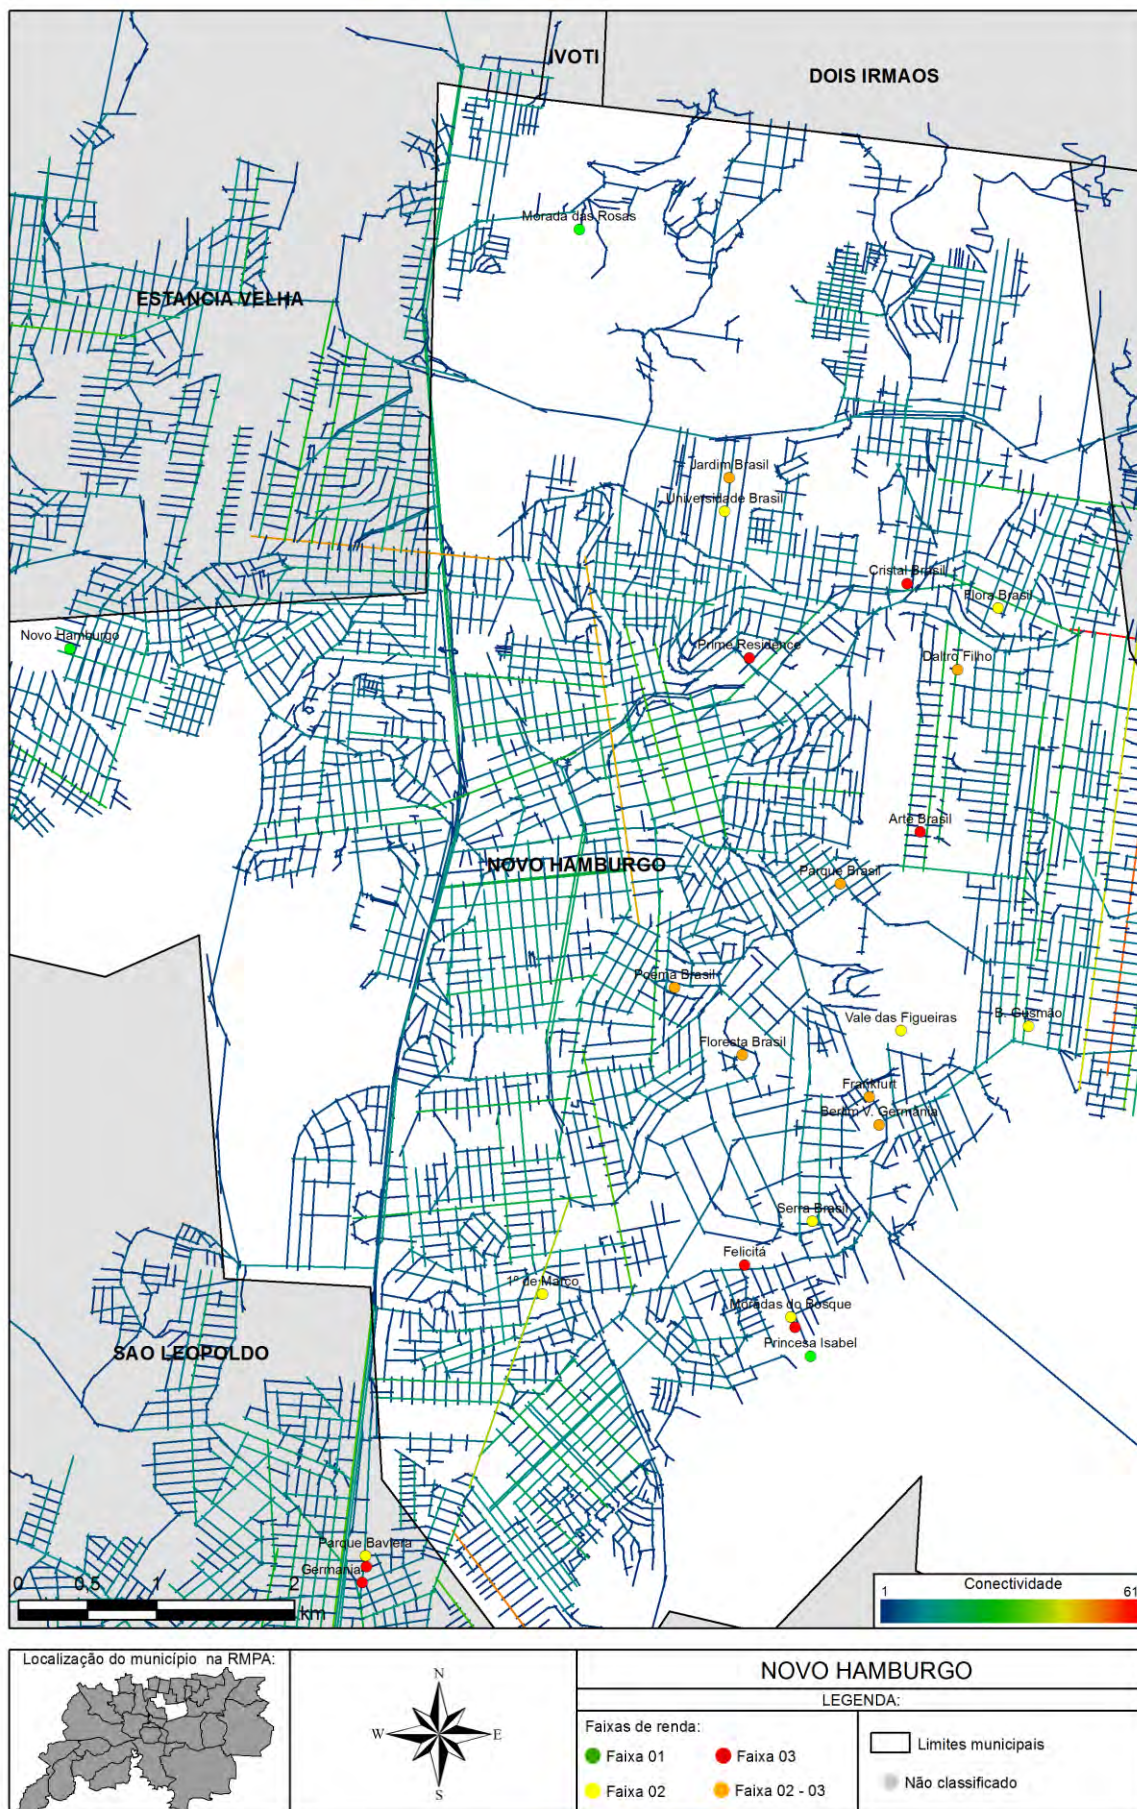 IVOTI
DOIS IRMAOS
Morada das Rosas
ESTANCIA VELHA
Jardim Brasil
Universidade Brasil
Cristal Brasil
Flora Brasil
Novo Hamburgo
Prime Residence
Daltro Filho
Arte Brasil
NOVO HAMBURGO
Parque Brasil
Poema Brasil
Vale das Figueiras
B. Gusmão
Floresta Brasil
Frankfurt
Berlim V. Germânia
Serra Brasil
Felicitá
1º de Março
Moradas do Bosque
Princesa Isabel
SAO LEOPOLDO
Parque Baviera
Germania
0 0,5 1 2
km
Conectividade
1 61
Localização do município na RMPA:
N
W E
S
NOVO HAMBURGO
LEGENDA:
Faixas de renda:
Faixa 01
Faixa 03
Faixa 02
Faixa 02 - 03
Limites municipais
Não classificado